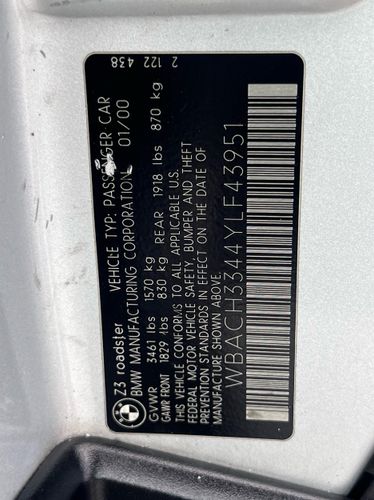 BMW
Z3 roadster 2 122 438
VEHICLE TYPE: PASSENGER CAR
BMW MANUFACTURING CORPORATION 01/00
GVWR 3461 lbs 1570 kg
GAWR FRONT 1829 lbs 830 kg REAR 1918 lbs 870 kg
THIS VEHICLE CONFORMS TO ALL APPLICABLE U.S.
FEDERAL MOTOR VEHICLE SAFETY, BUMPER AND THEFT
PREVENTION STANDARDS IN EFFECT ON THE DATE OF
MANUFACTURE SHOWN ABOVE.
WBACH3344YLF43951